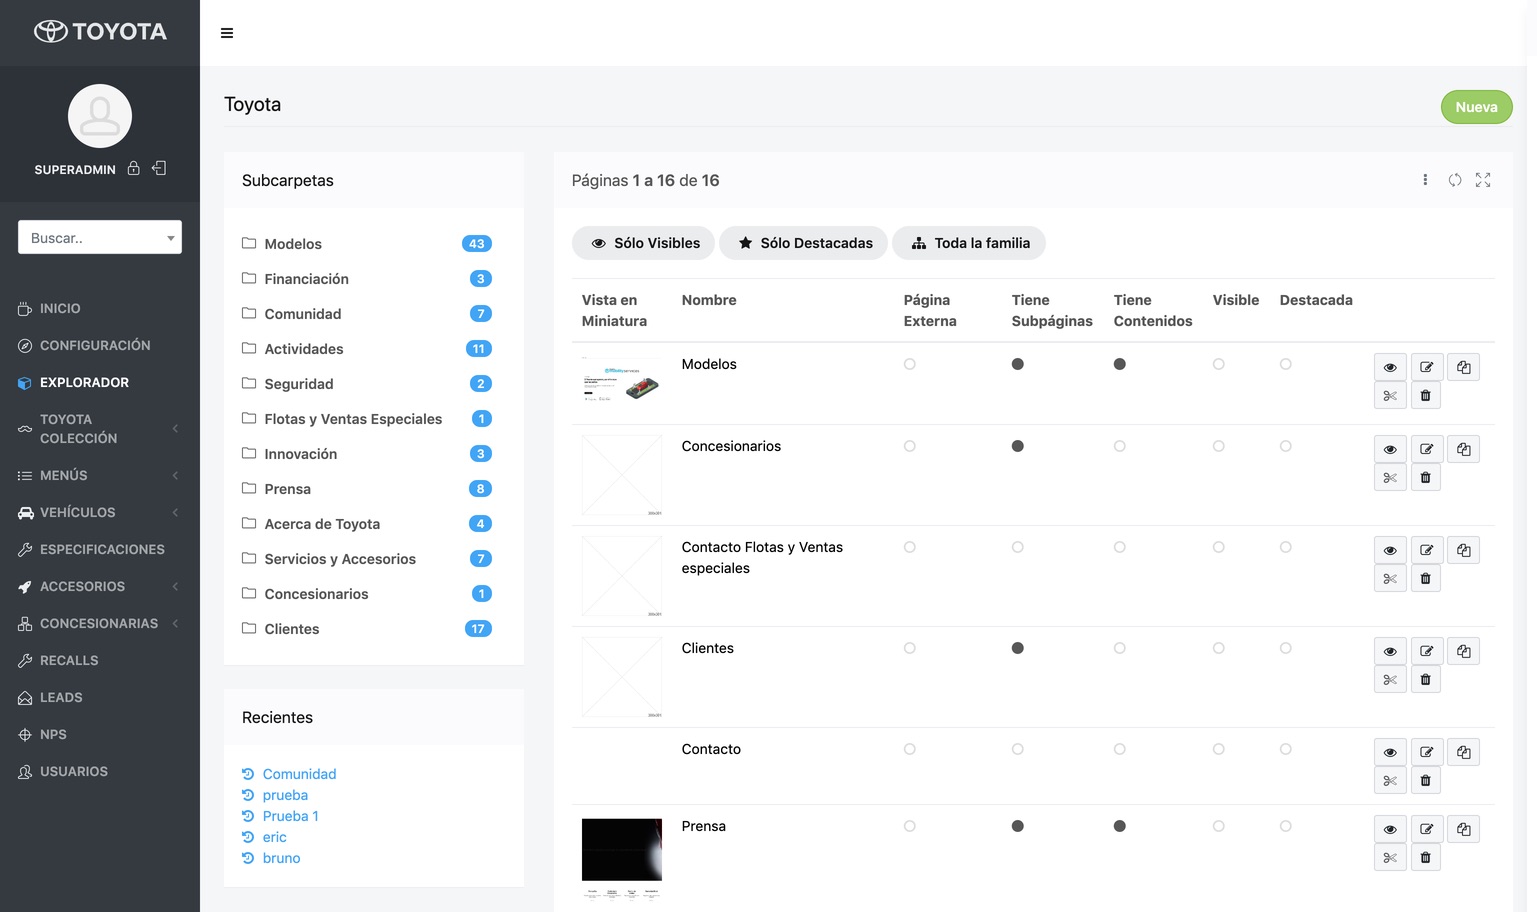 TOYOTA
SUPERADMIN
Buscar..
INICIO
CONFIGURACIÓN
EXPLORADOR
TOYOTA
COLECCIÓN
MENÚS
VEHÍCULOS
ESPECIFICACIONES
ACCESORIOS
CONCESIONARIAS
RECALLS
LEADS
NPS
USUARIOS
Toyota
Nueva
Subcarpetas
Modelos 43
Financiación 3
Comunidad 7
Actividades 11
Seguridad 2
Flotas y Ventas Especiales 1
Innovación 3
Prensa 8
Acerca de Toyota 4
Servicios y Accesorios 7
Concesionarios 1
Clientes 17
Recientes
Comunidad
prueba
Prueba 1
eric
bruno
Páginas 1 a 16 de 16
Sólo Visibles Sólo Destacadas Toda la familia
Vista en Miniatura Nombre Página Externa Tiene Subpáginas Tiene Contenidos Visible Destacada
Modelos
Concesionarios
Contacto Flotas y Ventas
especiales
Clientes
Contacto
Prensa